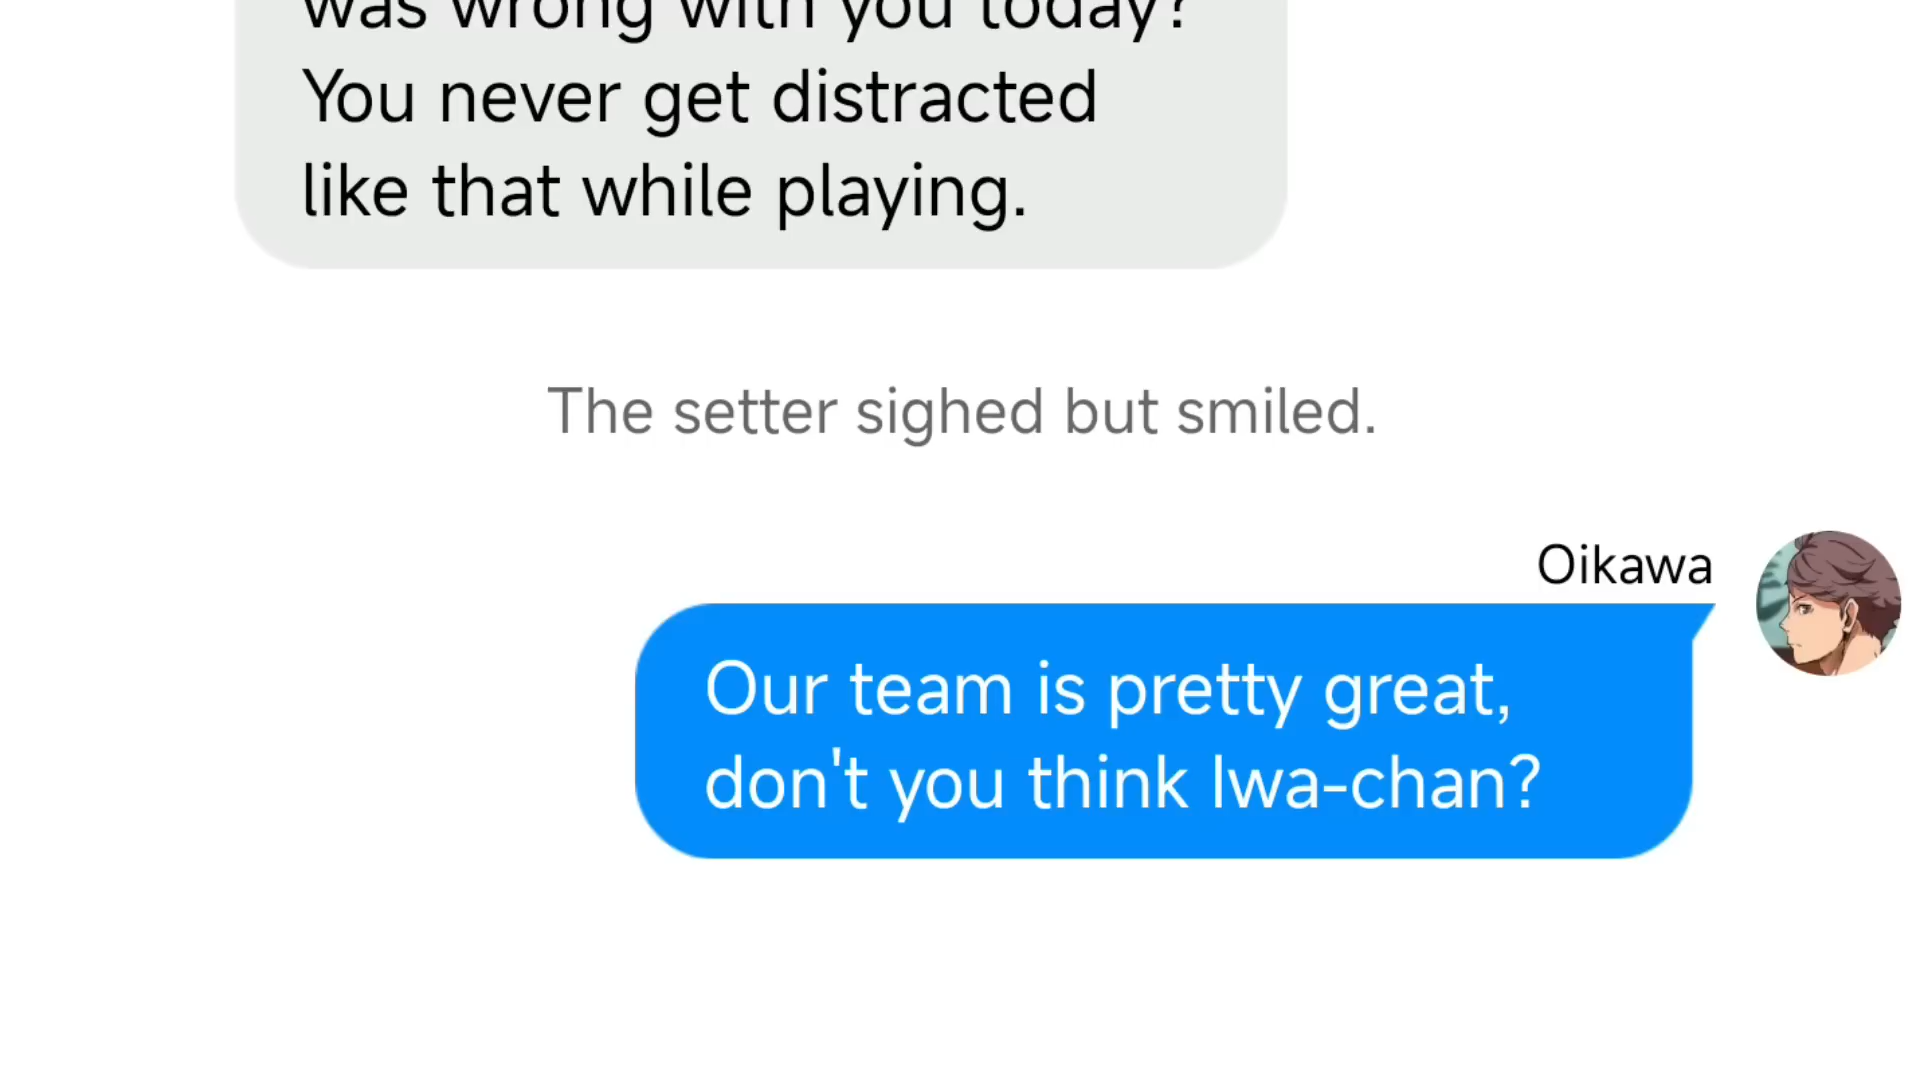 was wrong with you today?
You never get distracted
like that while playing.
The setter sighed but smiled.
Oikawa
Our team is pretty great,
don't you think Iwa-chan?